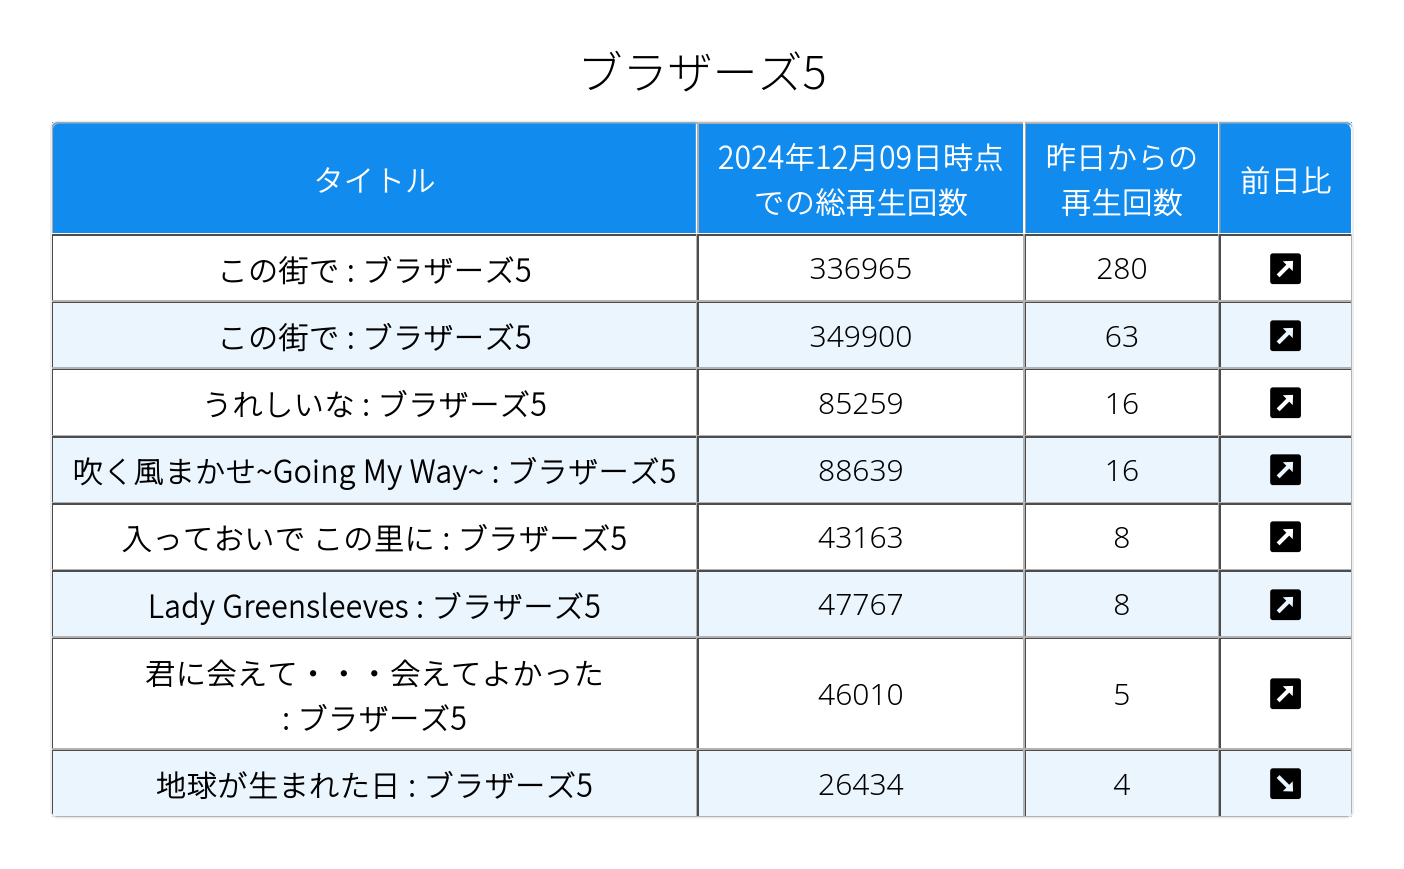 ブラザーズ5
タイトル
2024年12月09日時点
での総再生回数
昨日からの
再生回数
前日比
この街で : ブラザーズ5
336965
280
この街で : ブラザーズ5
349900
63
うれしいな : ブラザーズ5
85259
16
吹く風まかせ~Going My Way~ : ブラザーズ5
88639
16
入っておいで この里に : ブラザーズ5
43163
8
Lady Greensleeves : ブラザーズ5
47767
8
君に会えて・・・会えてよかった
: ブラザーズ5
46010
5
地球が生まれた日 : ブラザーズ5
26434
4